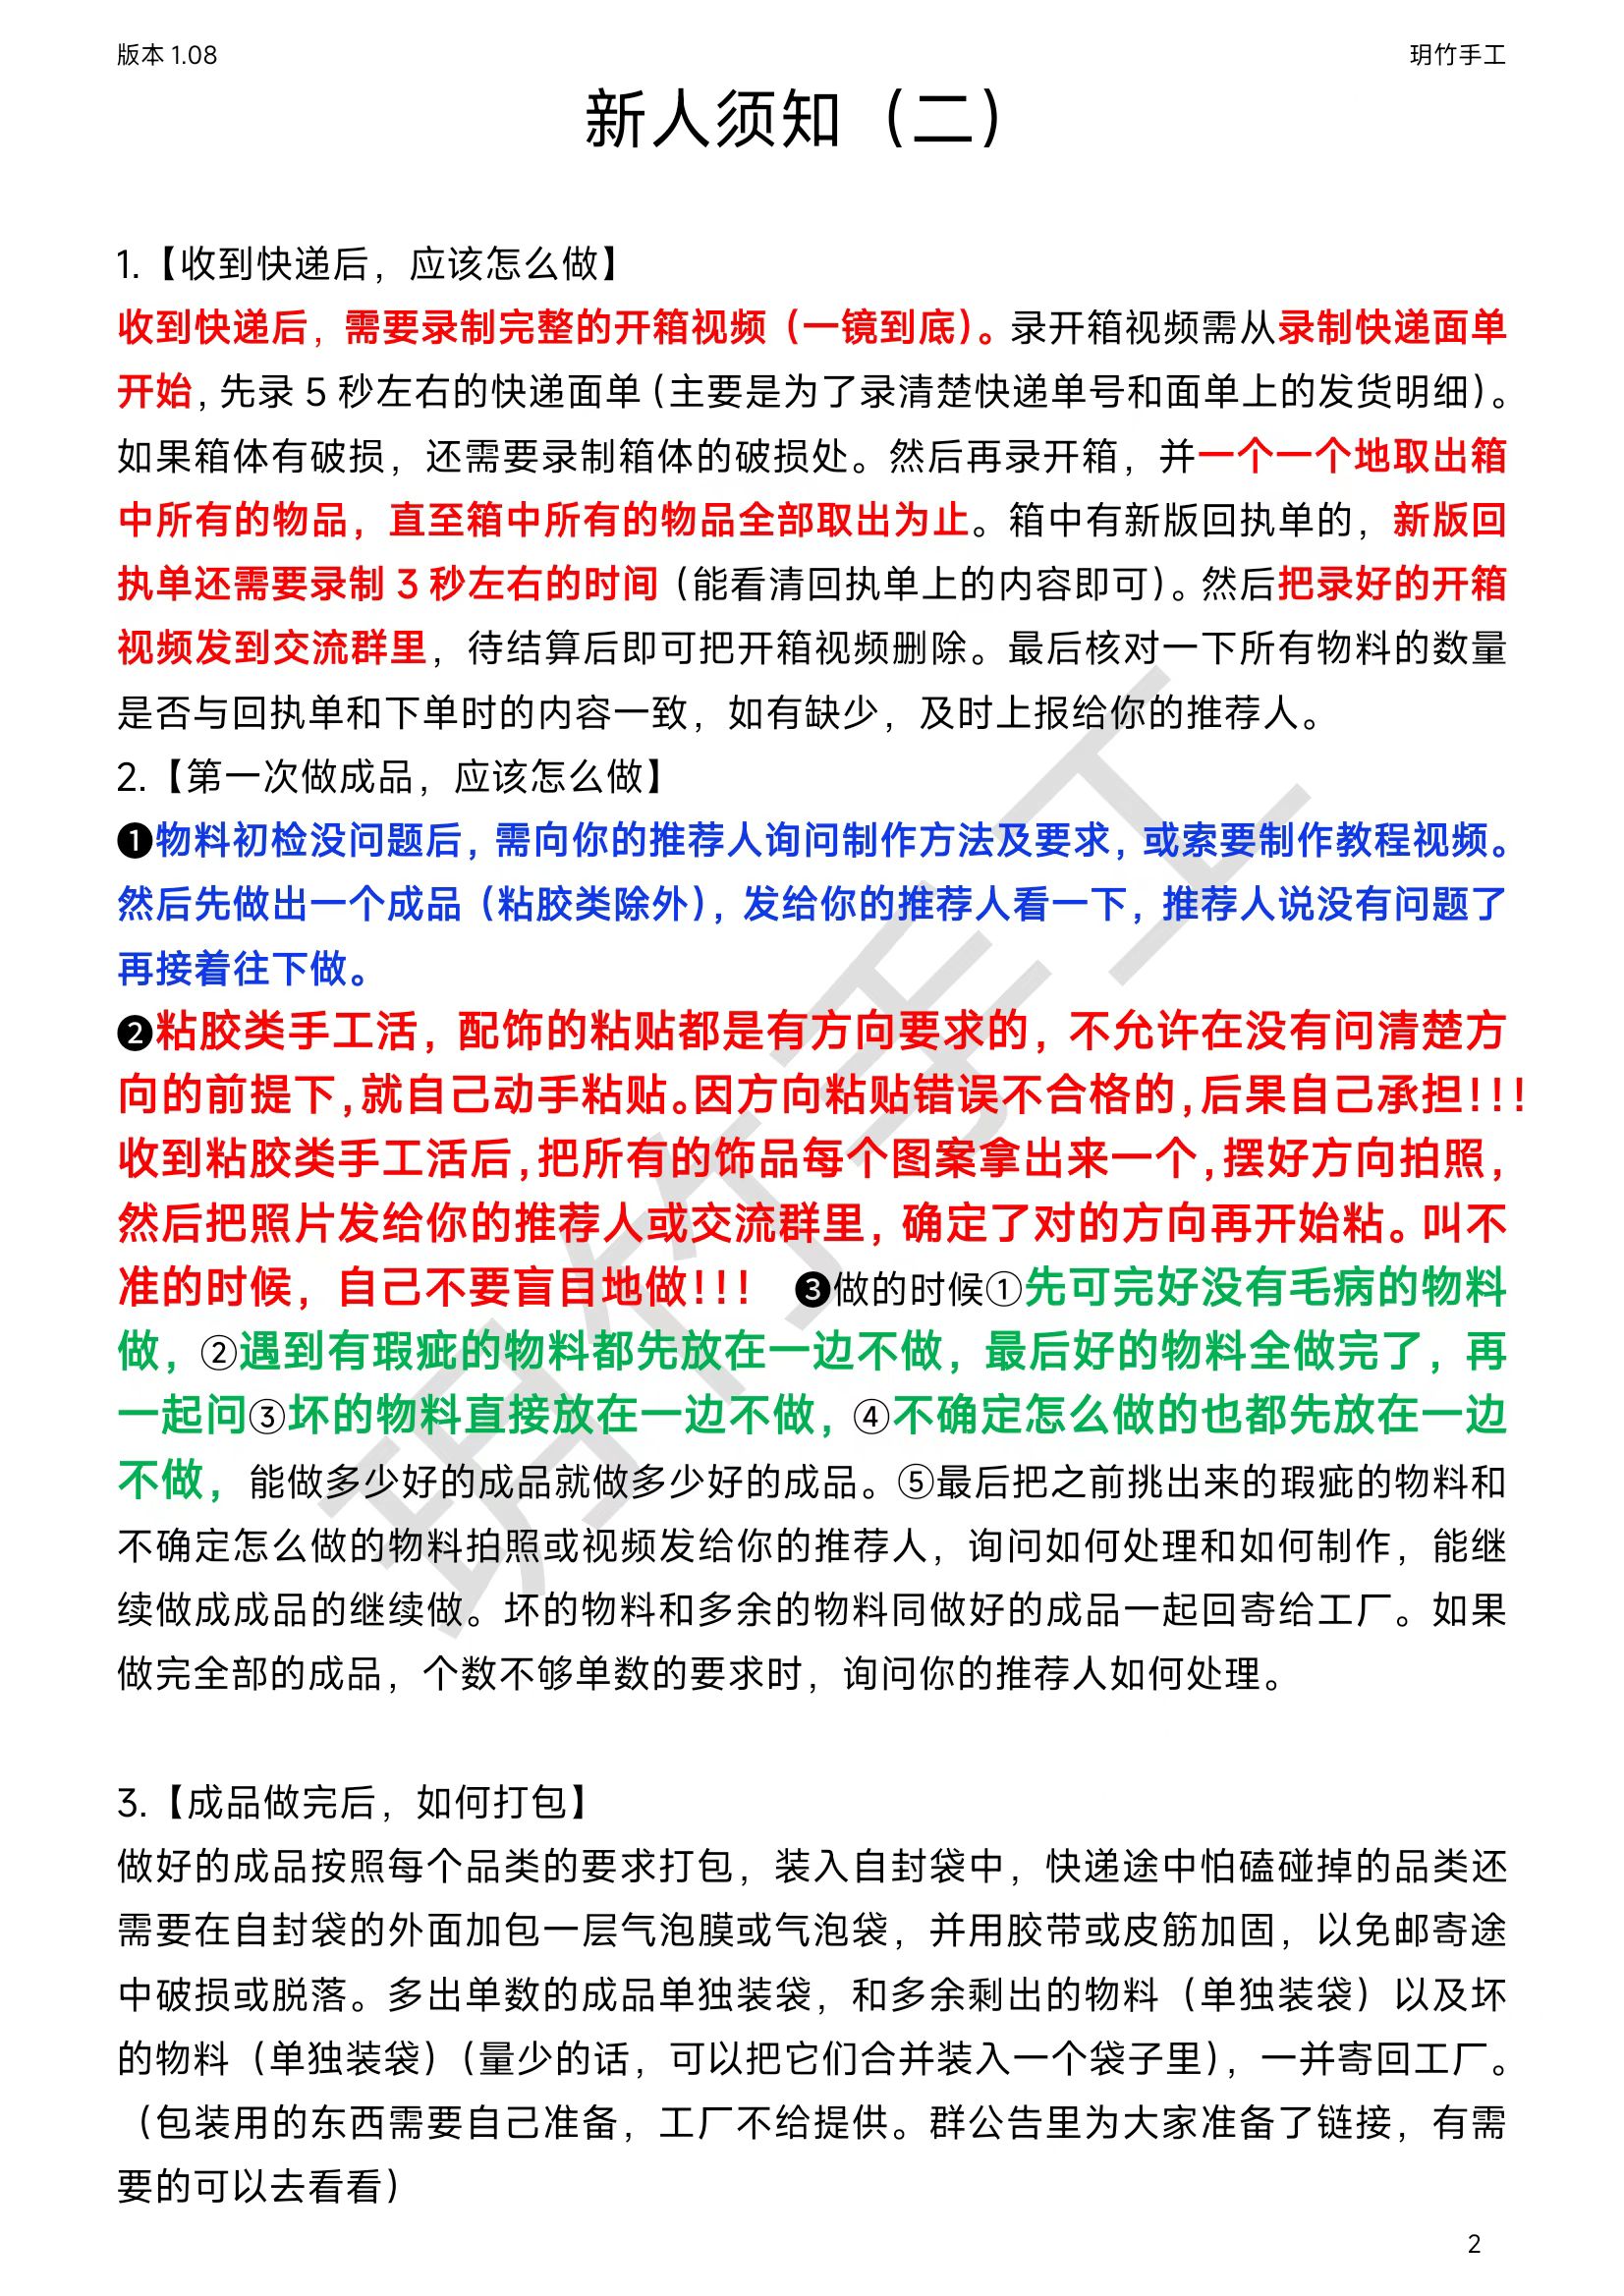 版本 1.08
玥竹手工
新人须知（二）
1.【收到快递后，应该怎么做】
收到快递后，需要录制完整的开箱视频（一镜到底）。录开箱视频需从录制快递面单
开始，先录 5 秒左右的快递面单（主要是为了录清楚快递单号和面单上的发货明细）。
如果箱体有破损，还需要录制箱体的破损处。然后再录开箱，并一个一个地取出箱
中所有的物品，直至箱中所有的物品全部取出为止。箱中有新版回执单的，新版回
执单还需要录制 3 秒左右的时间（能看清回执单上的内容即可）。然后把录好的开箱
视频发到交流群里，待结算后即可把开箱视频删除。最后核对一下所有物料的数量
是否与回执单和下单时的内容一致，如有缺少，及时上报给你的推荐人。
2.【第一次做成品，应该怎么做】
❶物料初检没问题后，需向你的推荐人询问制作方法及要求，或索要制作教程视频。
然后先做出一个成品（粘胶类除外），发给你的推荐人看一下，推荐人说没有问题了
再接着往下做。
❷粘胶类手工活，配饰的粘贴都是有方向要求的，不允许在没有问清楚方
向的前提下，就自己动手粘贴。因方向粘贴错误不合格的，后果自己承担！！！
收到粘胶类手工活后，把所有的饰品每个图案拿出来一个，摆好方向拍照，
然后把照片发给你的推荐人或交流群里，确定了对的方向再开始粘。叫不
准的时候，自己不要盲目地做！！！ ❸做的时候①先可完好没有毛病的物料
做，②遇到有瑕疵的物料都先放在一边不做，最后好的物料全做完了，再
一起问③坏的物料直接放在一边不做，④不确定怎么做的也都先放在一边
不做，能做多少好的成品就做多少好的成品。⑤最后把之前挑出来的瑕疵的物料和
不确定怎么做的物料拍照或视频发给你的推荐人，询问如何处理和如何制作，能继
续做成成品的继续做。坏的物料和多余的物料同做好的成品一起回寄给工厂。如果
做完全部的成品，个数不够单数的要求时，询问你的推荐人如何处理。
3.【成品做完后，如何打包】
做好的成品按照每个品类的要求打包，装入自封袋中，快递途中怕磕碰掉的品类还
需要在自封袋的外面加包一层气泡膜或气泡袋，并用胶带或皮筋加固，以免邮寄途
中破损或脱落。多出单数的成品单独装袋，和多余剩出的物料（单独装袋）以及坏
的物料（单独装袋）（量少的话，可以把它们合并装入一个袋子里），一并寄回工厂。
（包装用的东西需要自己准备，工厂不给提供。群公告里为大家准备了链接，有需
要的可以去看看）
2
玥竹手工